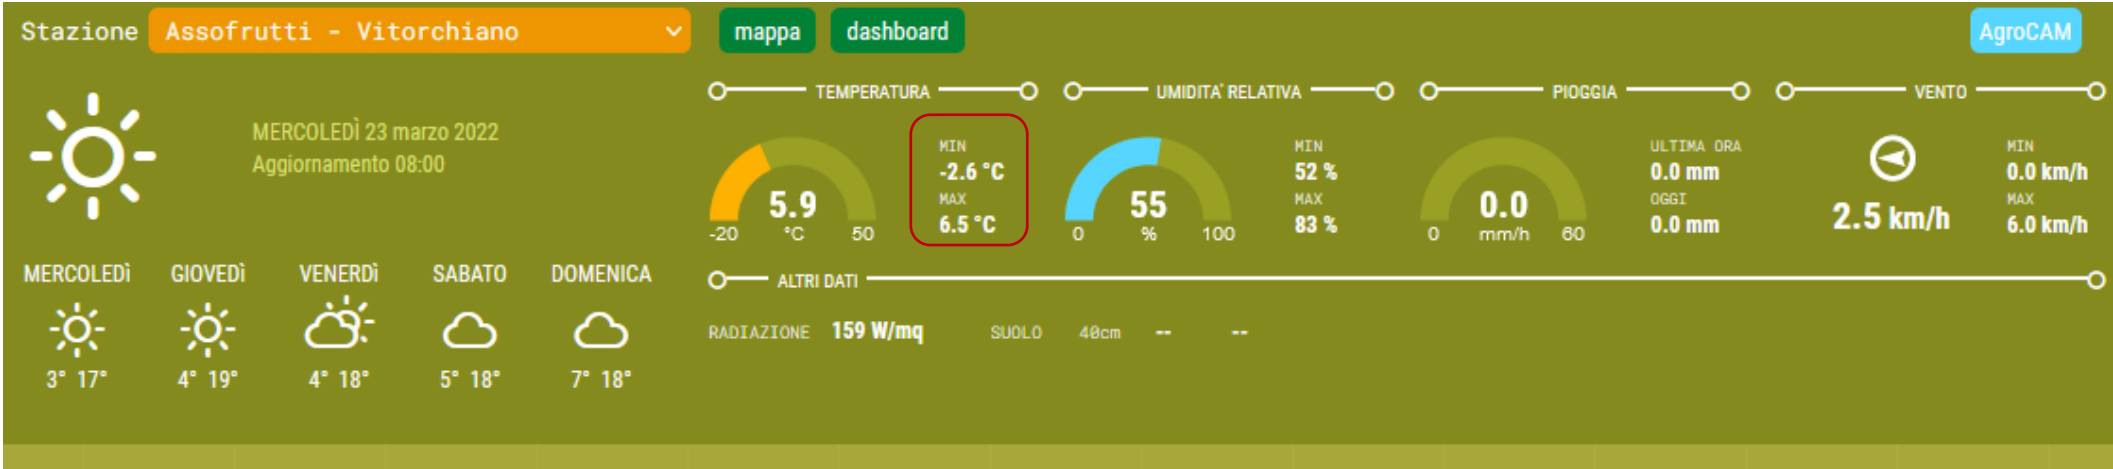 Stazione Assofrutti - Vitorchiano mappa dashboard AgroCAM
MERCOLEDÌ 23 marzo 2022
Aggiornamento 08:00
TEMPERATURA
5.9
°C
-20 50
MIN
-2.6 °C
MAX
6.5 °C
UMIDITA' RELATIVA
55
%
0 100
MIN
52 %
MAX
83 %
PIOGGIA
0.0
mm/h
0 60
ULTIMA ORA
0.0 mm
OGGI
0.0 mm
VENTO
2.5 km/h
MIN
0.0 km/h
MAX
6.0 km/h
MERCOLEDÌ GIOVEDÌ VENERDÌ SABATO DOMENICA
3° 17° 4° 19° 4° 18° 5° 18° 7° 18°
ALTRI DATI
RADIAZIONE 159 W/mq SUOLO 40cm -- --